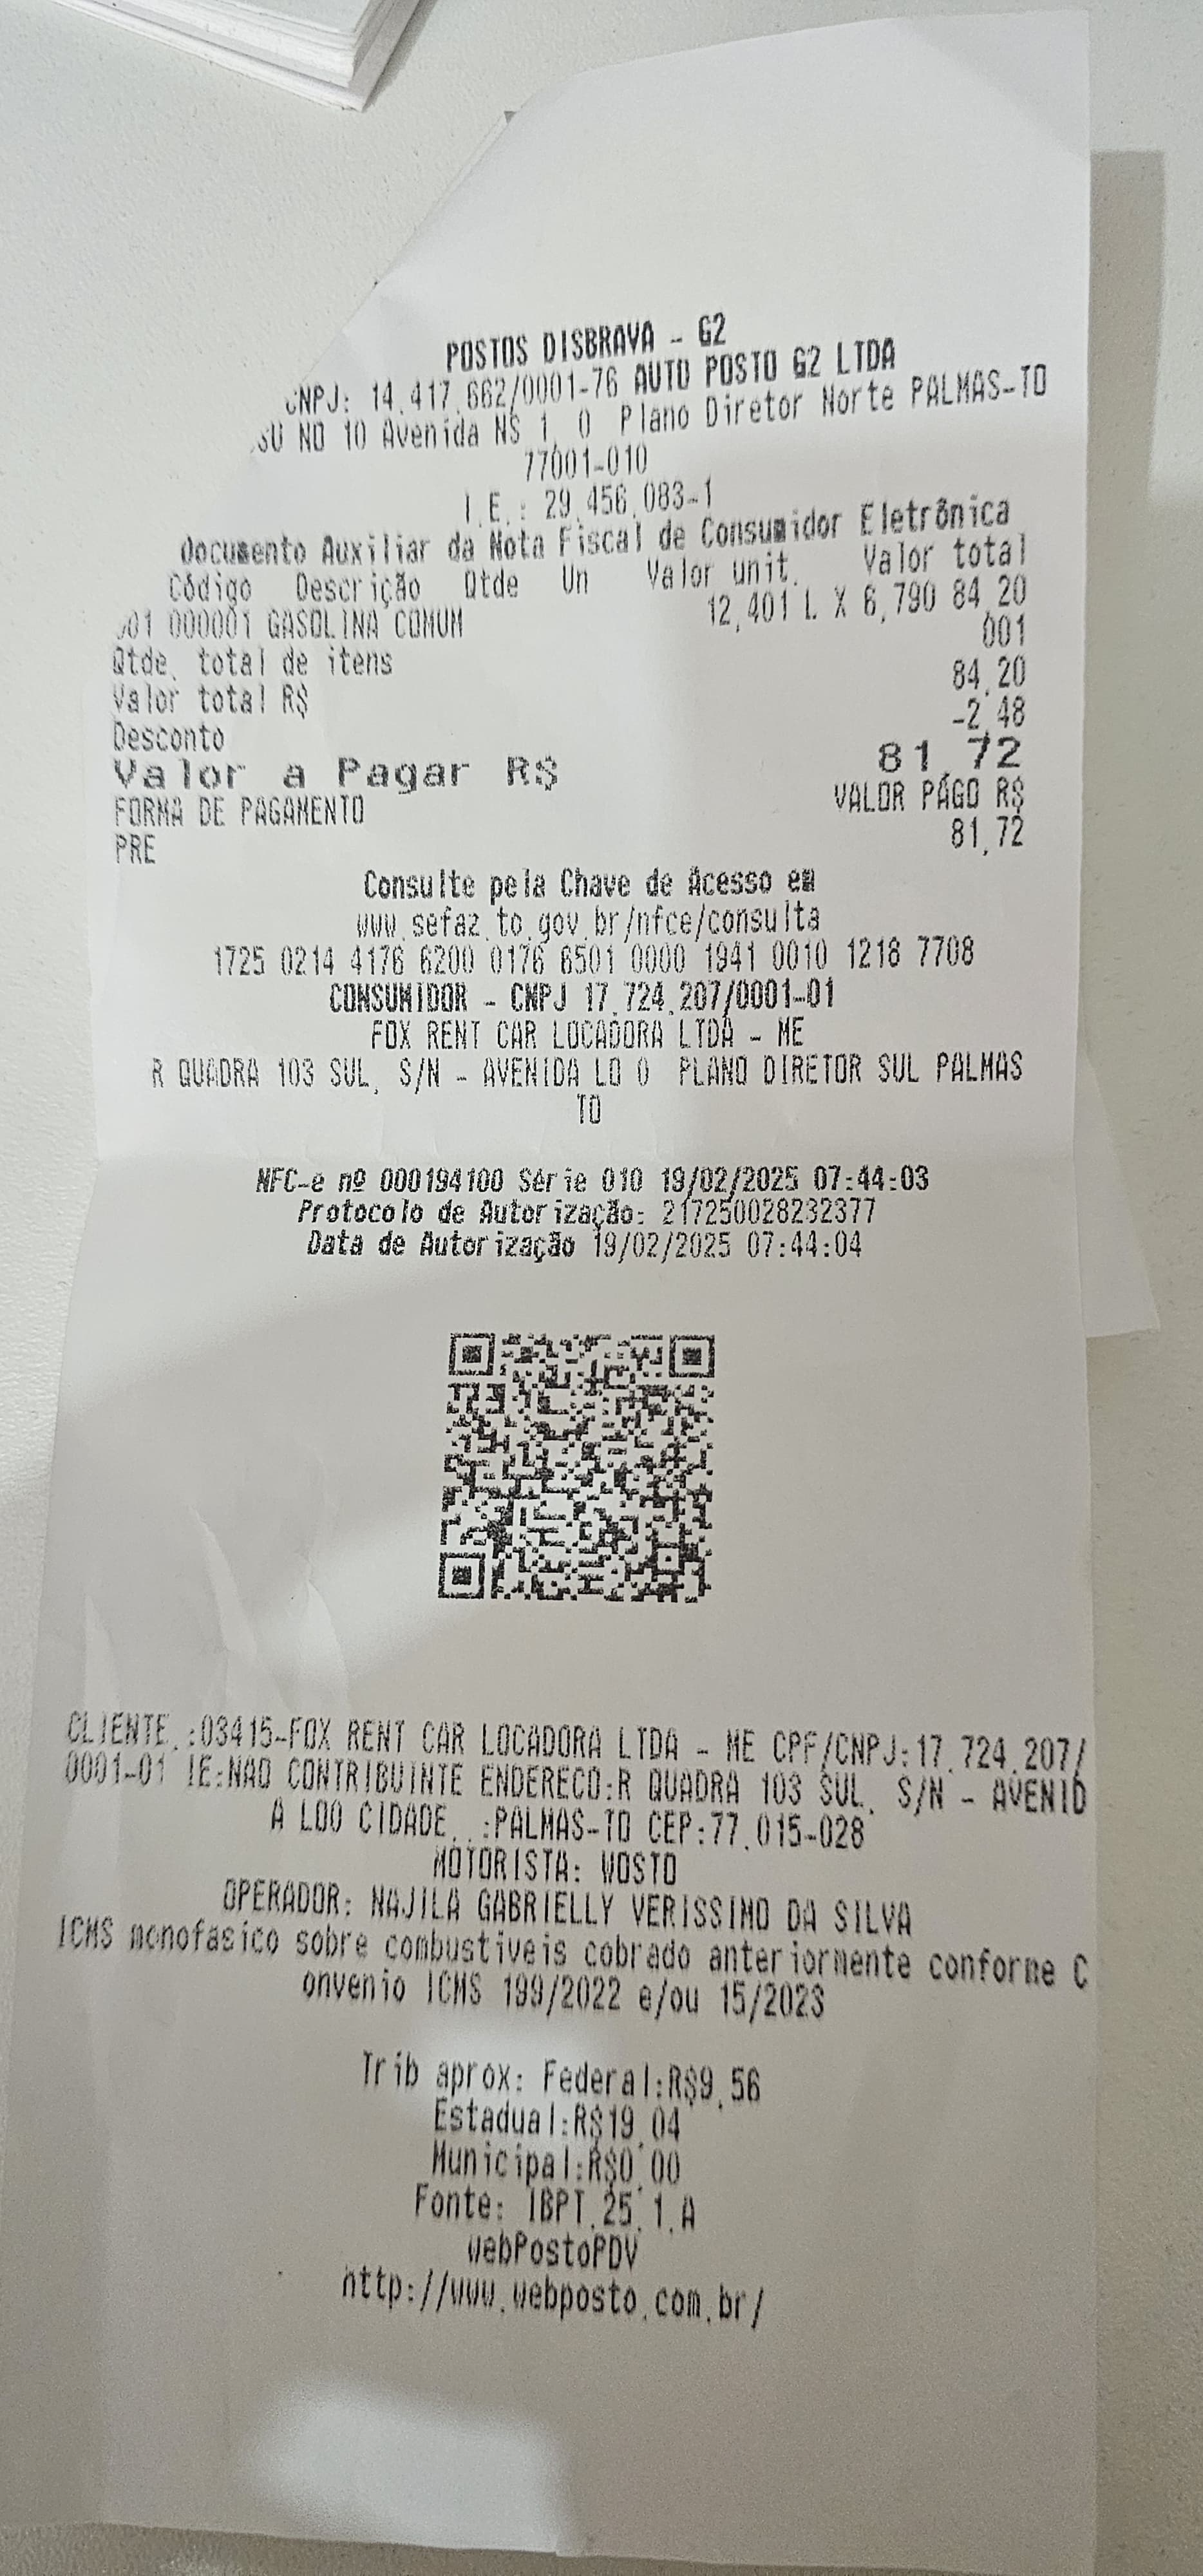 POSTOS DISBRAVA - G2
CNPJ: 14.417.662/0001-76 AUTO POSTO G2 LTDA
SU NO 10 Avenida NS 1, 0 Plano Diretor Norte PALMAS-TO
77001-010
I.E.: 29.456.083-1
Documento Auxiliar da Nota Fiscal de Consumidor Eletrônica
Código Descrição Qtde Un Valor unit. Valor total
001 000001 GASOLINA COMUM 12,401 L X 6,790 84,20
Qtde. total de itens 001
Valor total R$ 84,20
Desconto -2,48
Valor a Pagar R$ 81,72
FORMA DE PAGAMENTO VALOR PAGO R$
PRE 81,72
Consulte pela Chave de Acesso em
www.sefaz.to.gov.br/nfce/consulta
1725 0214 4176 6200 0176 6501 0000 1941 0010 1218 7708
CONSUMIDOR - CNPJ 17.724.207/0001-01
FOX RENT CAR LOCADORA LTDA - ME
R QUADRA 103 SUL, S/N - AVENIDA LO 0 PLANO DIRETOR SUL PALMAS
TO
NFC-e nº 000194100 Série 010 19/02/2025 07:44:03
Protocolo de Autorização: 217250028232377
Data de Autorização 19/02/2025 07:44:04
CLIENTE.:03415-FOX RENT CAR LOCADORA LTDA - ME CPF/CNPJ:17.724.207/
0001-01 IE:NAO CONTRIBUINTE ENDERECO:R QUADRA 103 SUL, S/N - AVENID
A LO0 CIDADE..:PALMAS-TO CEP:77.015-028
MOTORISTA: WOSTO
OPERADOR: NAJILA GABRIELLY VERISSIMO DA SILVA
ICMS monofasico sobre combustiveis cobrado anteriormente conforme C
onvenio ICMS 199/2022 e/ou 15/2023
Trib aprox: Federal:R$9,56
Estadual:R$19,04
Municipal:R$0,00
Fonte: IBPT.25.1.A
webPostoPDV
http://www.webposto.com.br/